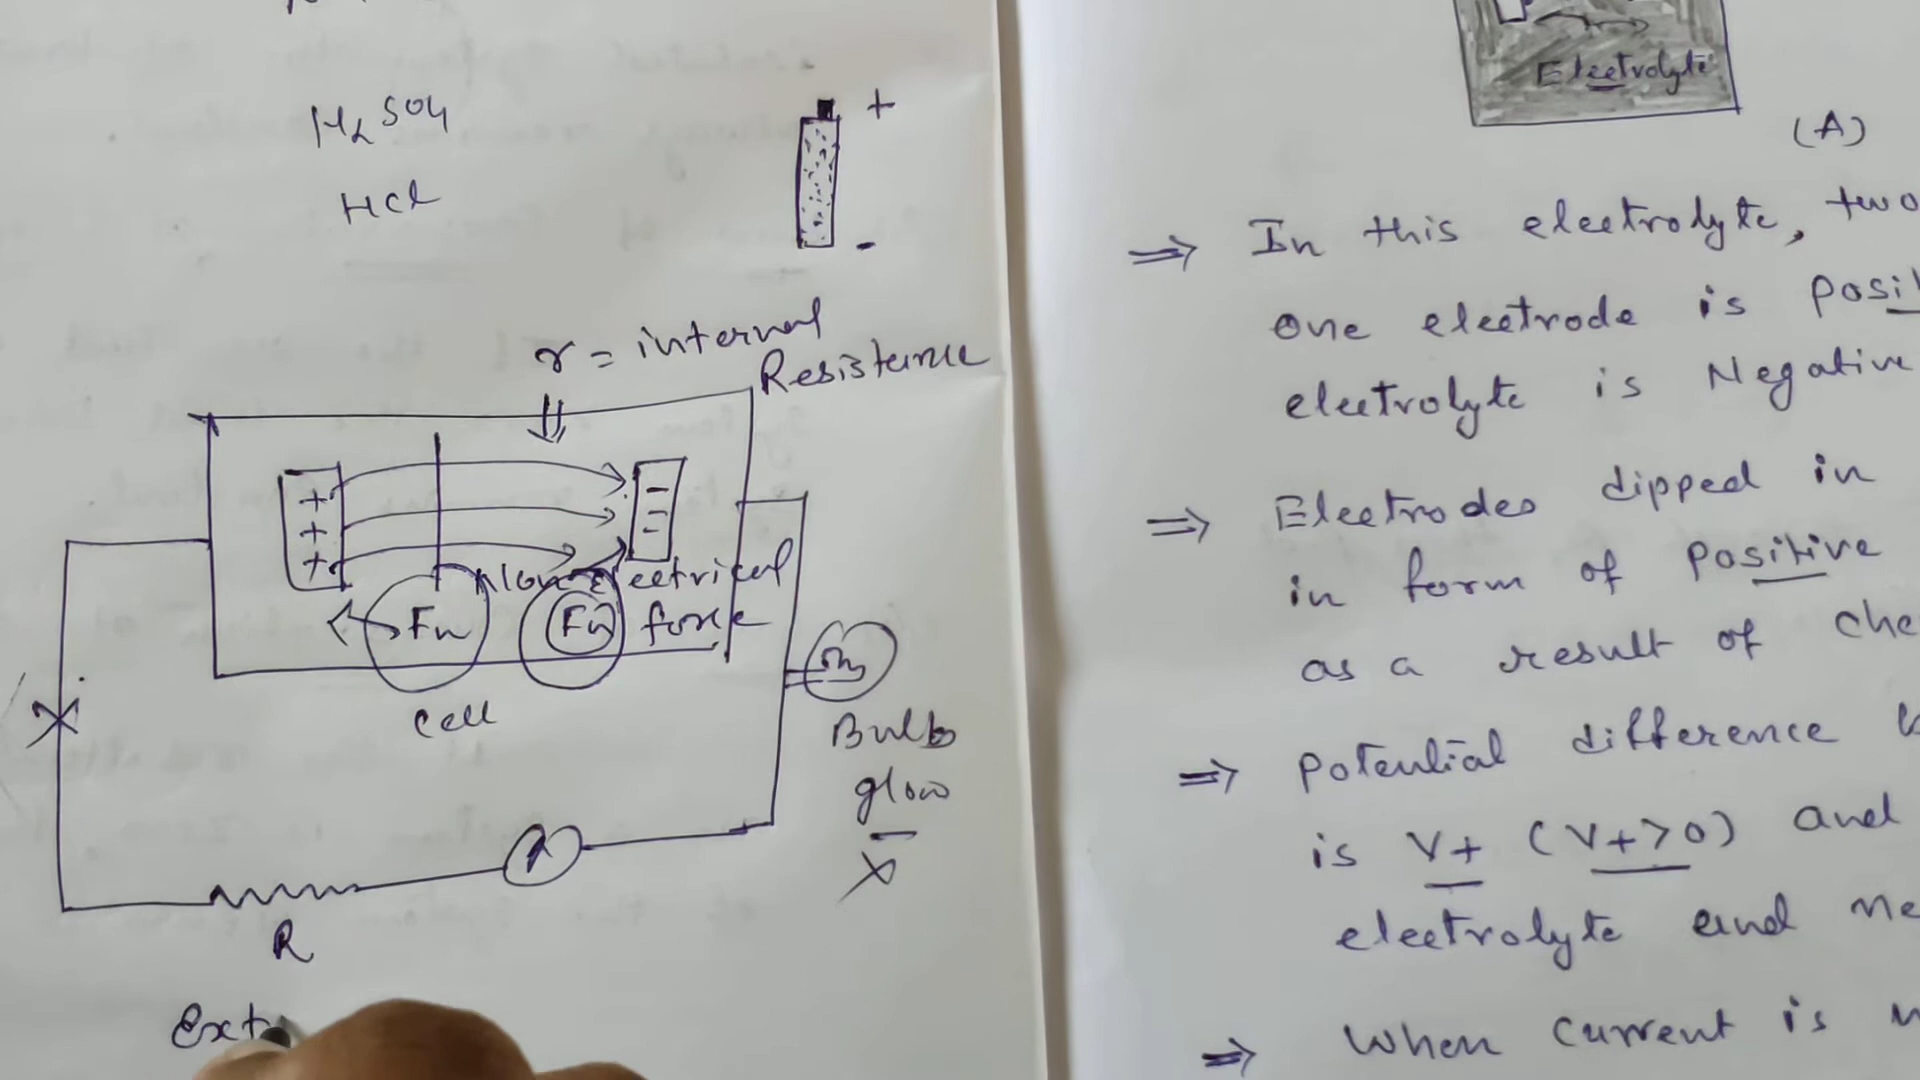 H2SO4
HCl
+
-
r = internal
Resistance
+
+
+
-
-
-
Non electrical
Fn
Fn
force
Cell
Bulb
glow
X
A
R
Ext
Electrolyte
(A)
⇒ In this electrolyte, two
one electrode is posi
electrolyte is Negative
⇒ Electrodes dipped in
in form of Positive
as a result of che
⇒ Potential difference b
is V+ (V+>0) and
electrolyte and ne
⇒ When current is n